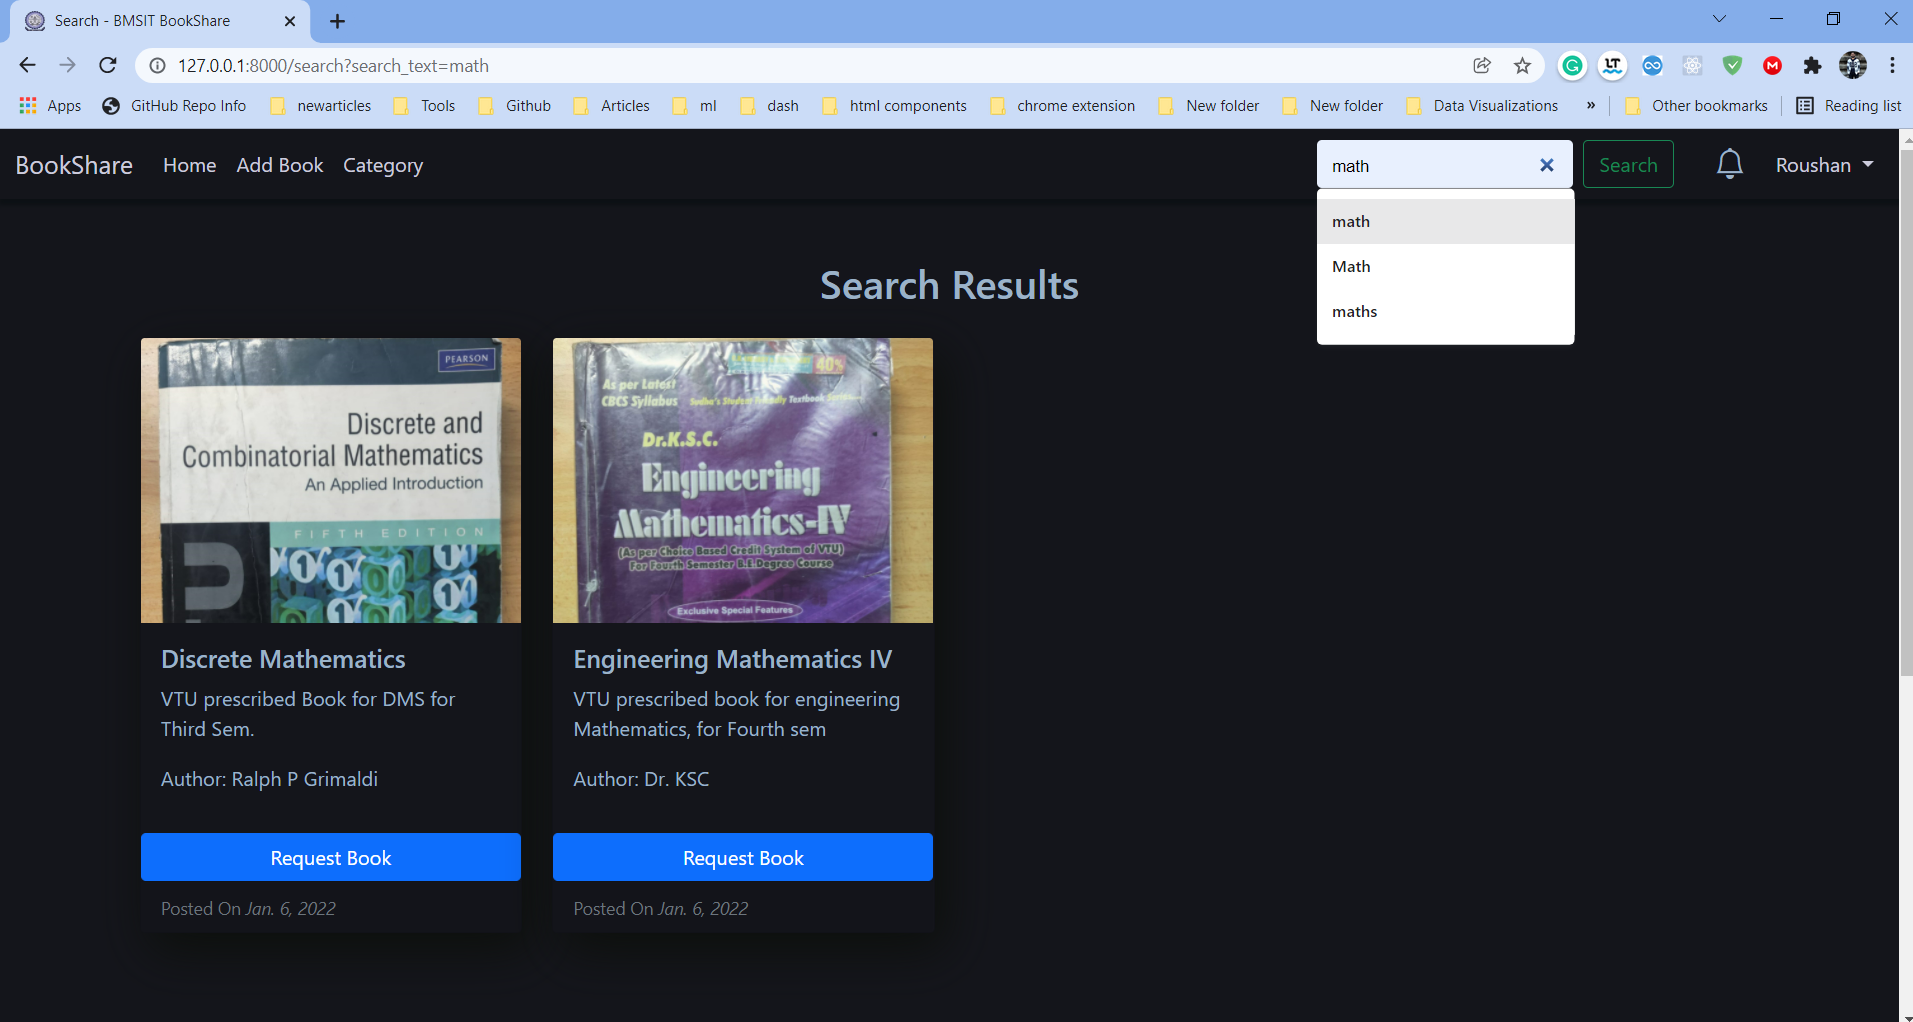 Search - BMSIT BookShare
127.0.0.1:8000/search?search_text=math
Apps GitHub Repo Info newarticles Tools Github Articles ml dash html components chrome extension New folder New folder Data Visualizations » Other bookmarks Reading list
BookShare Home Add Book Category math Search Roushan
math
Math
maths
Search Results
PEARSON
Discrete and
Combinatorial Mathematics
An Applied Introduction
FIFTH EDITION
40%
As per Latest
CBCS Syllabus Sudha's Student Friendly Textbook Series
Dr.K.S.C.
Engineering
Mathematics-IV
(As per Choice Based Credit System of VTU)
For Fourth Semester B.E.Degree Course
Exclusive Special Features
Discrete Mathematics
VTU prescribed Book for DMS for
Third Sem.
Author: Ralph P Grimaldi
Request Book
Posted On Jan. 6, 2022
Engineering Mathematics IV
VTU prescribed book for engineering
Mathematics, for Fourth sem
Author: Dr. KSC
Request Book
Posted On Jan. 6, 2022